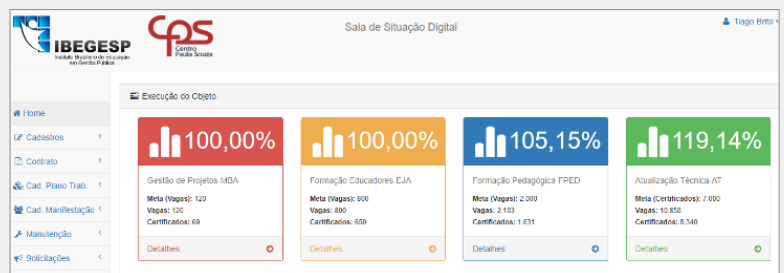 IBEGESP
Instituto Brasileiro de Educação
em Gestão Pública
CPS
Centro
Paula Souza
Sala de Situação Digital
Tiago Brito
Execução do Objeto
Home
Cadastros
Contrato
Cad. Plano Trab.
Cad. Manifestação
Manutenção
Solicitações
100,00%
Gestão de Projetos MBA
Meta (Vagas): 120
Vagas: 120
Certificados: 69
Detalhes
100,00%
Formação Educadores EJA
Meta (Vagas): 800
Vagas: 800
Certificados: 650
Detalhes
105,15%
Formação Pedagógica FPED
Meta (Vagas): 2.000
Vagas: 2.103
Certificados: 1.631
Detalhes
119,14%
Atualização Técnica AT
Meta (Certificados): 7.000
Vagas: 10.858
Certificados: 8.340
Detalhes